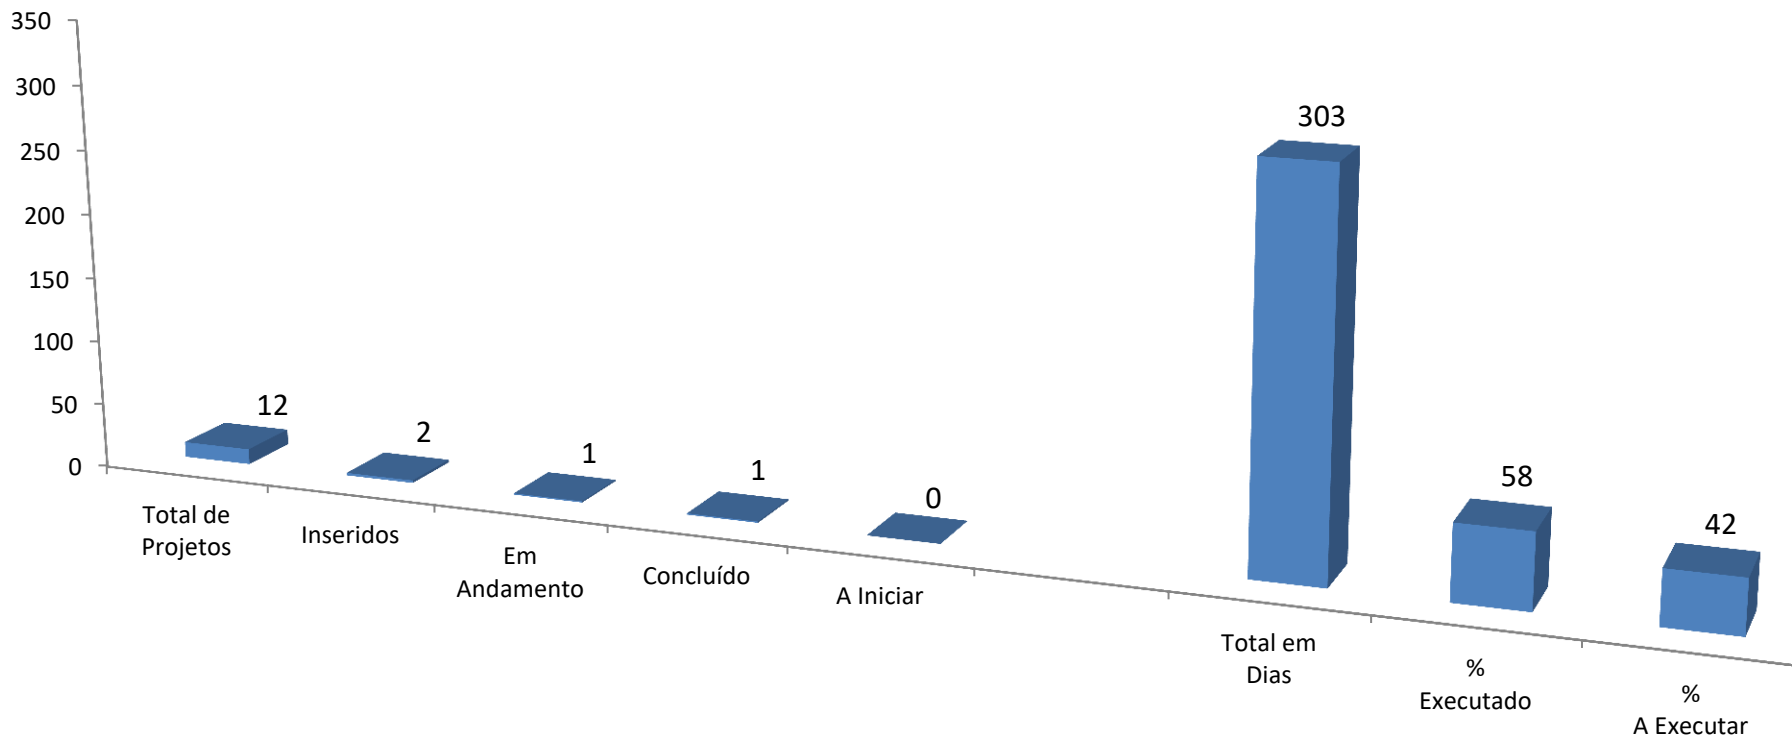 350
300
250
200
150
100
50
0
12
2
1
1
0
303
58
42
Total de
Projetos
Inseridos
Em
Andamento
Concluído
A Iniciar
Total em
Dias
%
Executado
%
A Executar